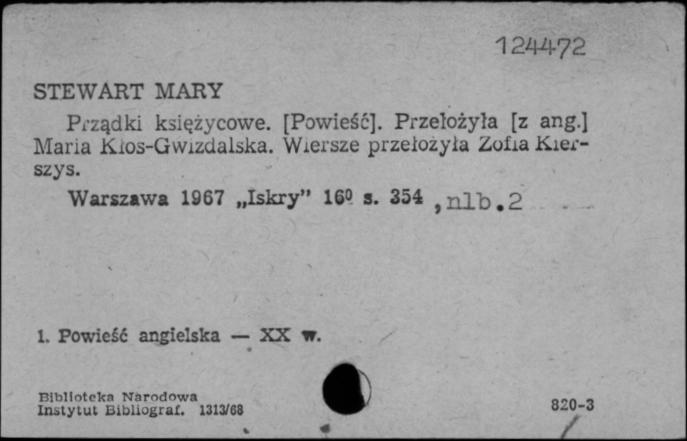 124472
STEWART MARY
Prządki księżycowe. [Powieść]. Przełożyła [z ang.]
Maria Kłos-Gwizdalska. Wiersze przełożyła Zofia Kier-
szys.
Warszawa 1967 „Iskry” 16⁰ s. 354 , nlb.2
1. Powieść angielska — XX w.
Biblioteka Narodowa
Instytut Bibliograf. 1313/68
820-3